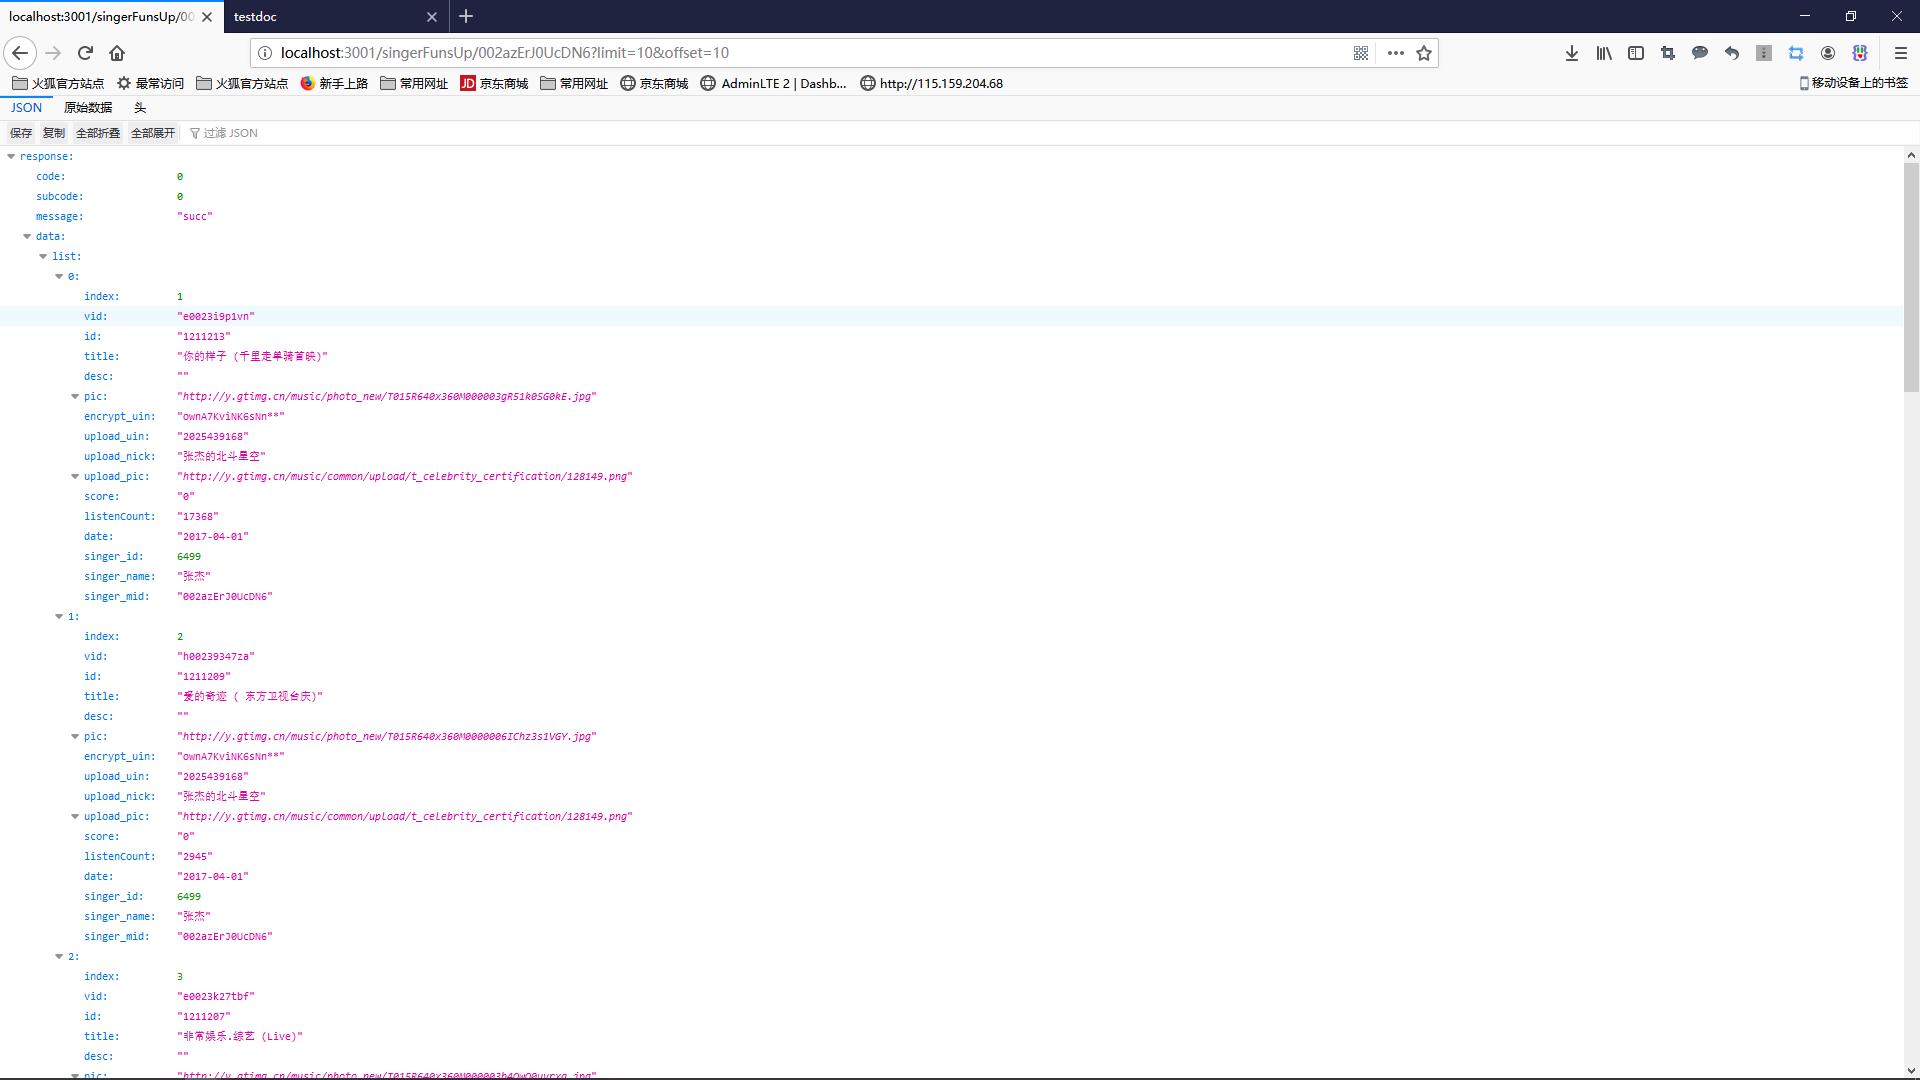 localhost:3001/singerFunsUp/00
testdoc
localhost:3001/singerFunsUp/002azErJ0UcDN6?limit=10&offset=10
火狐官方站点 最常访问 火狐官方站点 新手上路 常用网址 JD 京东商城 常用网址 京东商城 AdminLTE 2 | Dashb... http://115.159.204.68 移动设备上的书签
JSON 原始数据 头
保存 复制 全部折叠 全部展开 过滤 JSON
response:
code: 0
subcode: 0
message: "succ"
data:
list:
0:
index: 1
vid: "e0023i9p1vn"
id: "1211213"
title: "你的样子 (千里走单骑首映)"
desc: ""
pic: "http://y.gtimg.cn/music/photo_new/T015R640x360M000003gR51k05G0kE.jpg"
encrypt_uin: "ownA7KviNK6sNn**"
upload_uin: "2025439168"
upload_nick: "张杰的北斗星空"
upload_pic: "http://y.gtimg.cn/music/common/upload/t_celebrity_certification/128149.png"
score: "0"
listenCount: "17368"
date: "2017-04-01"
singer_id: 6499
singer_name: "张杰"
singer_mid: "002azErJ0UcDN6"
1:
index: 2
vid: "h00239347za"
id: "1211209"
title: "爱的奇迹 ( 东方卫视台庆)"
desc: ""
pic: "http://y.gtimg.cn/music/photo_new/T015R640x360M0000006IChz3s1VGY.jpg"
encrypt_uin: "ownA7KviNK6sNn**"
upload_uin: "2025439168"
upload_nick: "张杰的北斗星空"
upload_pic: "http://y.gtimg.cn/music/common/upload/t_celebrity_certification/128149.png"
score: "0"
listenCount: "2945"
date: "2017-04-01"
singer_id: 6499
singer_name: "张杰"
singer_mid: "002azErJ0UcDN6"
2:
index: 3
vid: "e0023k27tbf"
id: "1211207"
title: "非常娱乐.综艺 (Live)"
desc: ""
pic: